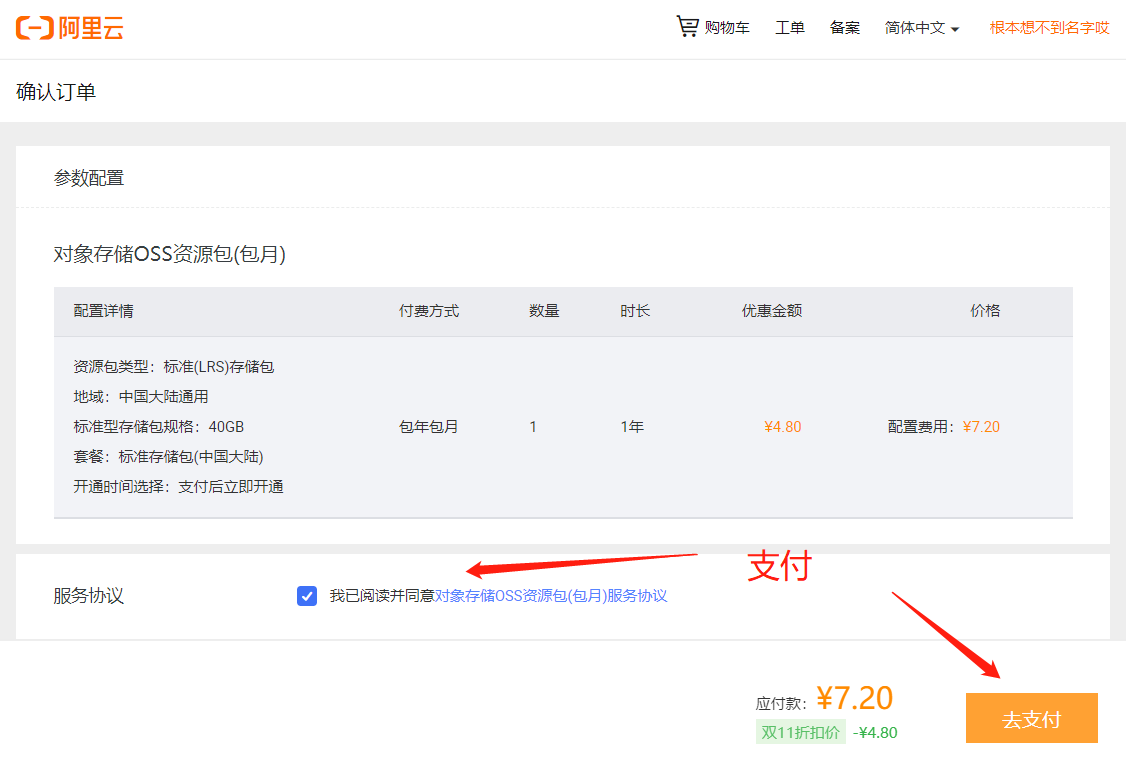 阿里云 购物车 工单 备案 简体中文 根本想不到名字哎
确认订单
参数配置
对象存储OSS资源包(包月)
配置详情 付费方式 数量 时长 优惠金额 价格
资源包类型：标准(LRS)存储包
地域：中国大陆通用
标准型存储包规格：40GB 包年包月 1 1年 ¥4.80 配置费用：¥7.20
套餐：标准存储包(中国大陆)
开通时间选择：支付后立即开通
支付
服务协议 我已阅读并同意对象存储OSS资源包(包月)服务协议
应付款：¥7.20
双11折扣价 -¥4.80
去支付